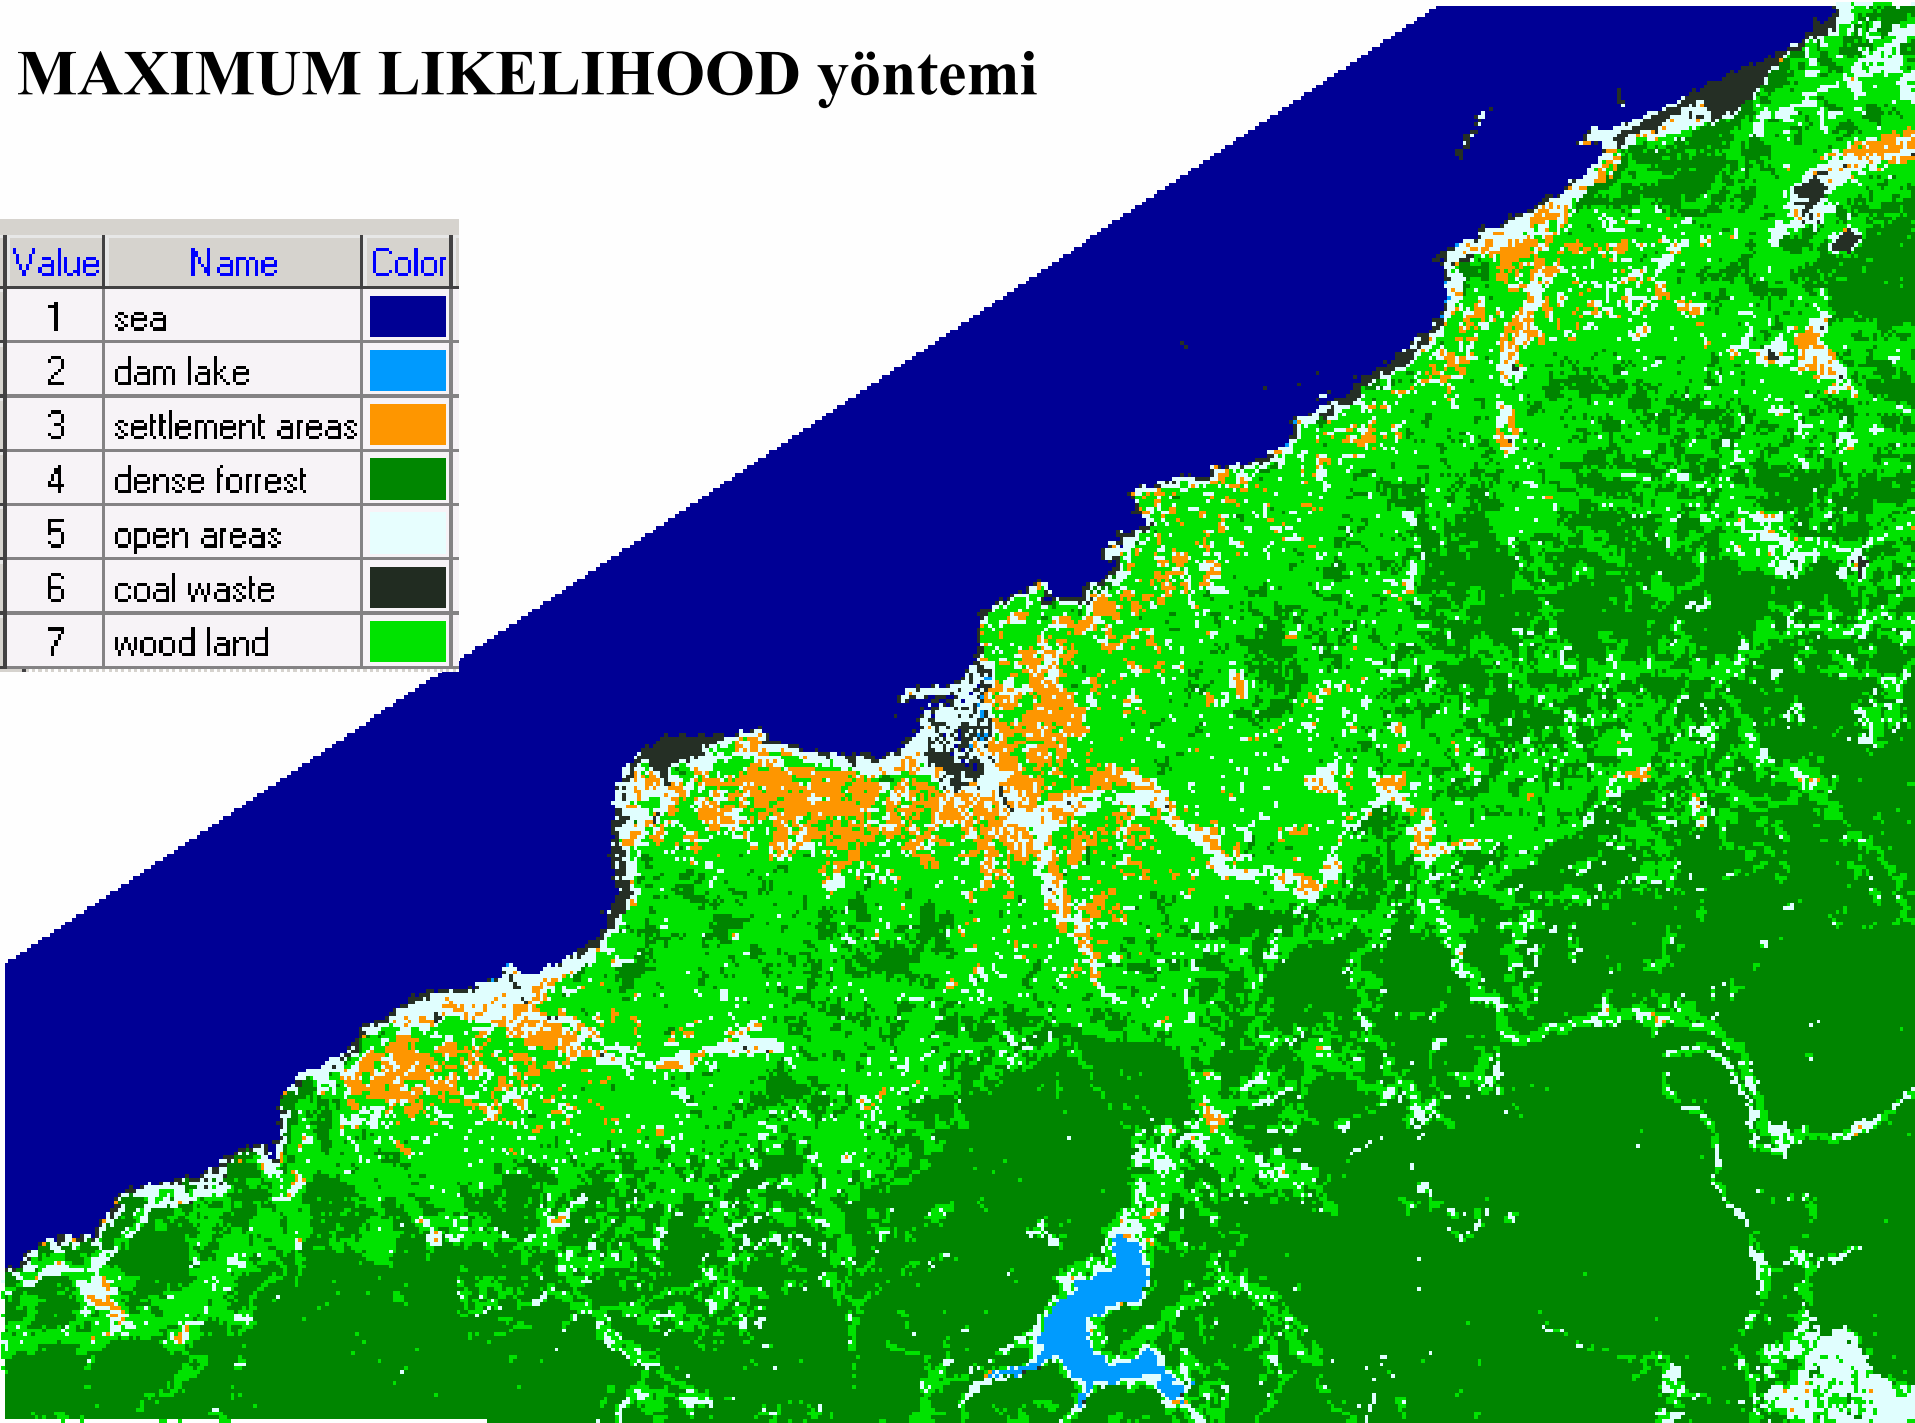 MAXIMUM LIKELIHOOD yöntemi
Value Name Color
1 sea
2 dam lake
3 settlement areas
4 dense forrest
5 open areas
6 coal waste
7 wood land